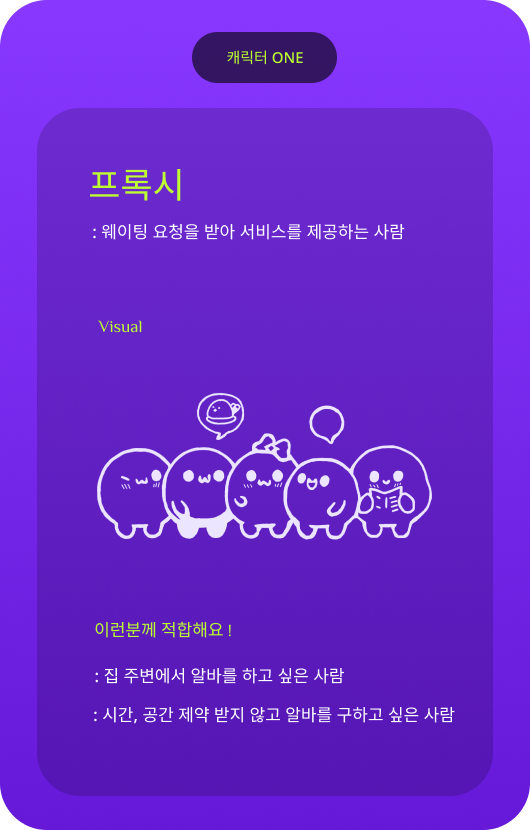 캐릭터 ONE
프록시
: 웨이팅 요청을 받아 서비스를 제공하는 사람
Visual
이런분께 적합해요 !
: 집 주변에서 알바를 하고 싶은 사람
: 시간, 공간 제약 받지 않고 알바를 구하고 싶은 사람